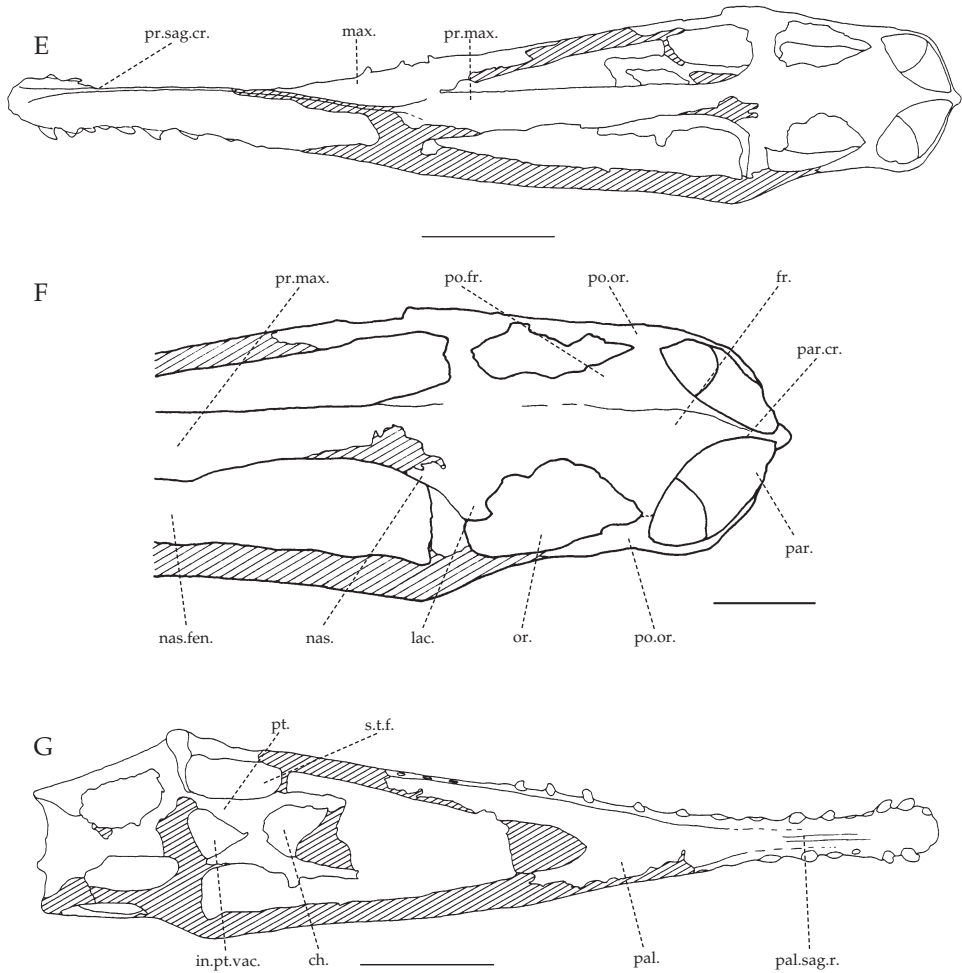 E
pr.sag.cr. max. pr.max.
F
pr.max. po.fr. po.or. fr.
par.cr.
par.
nas.fen. nas. lac. or. po.or.
G
pt. s.t.f.
in.pt.vac. ch. pal. pal.sag.r.